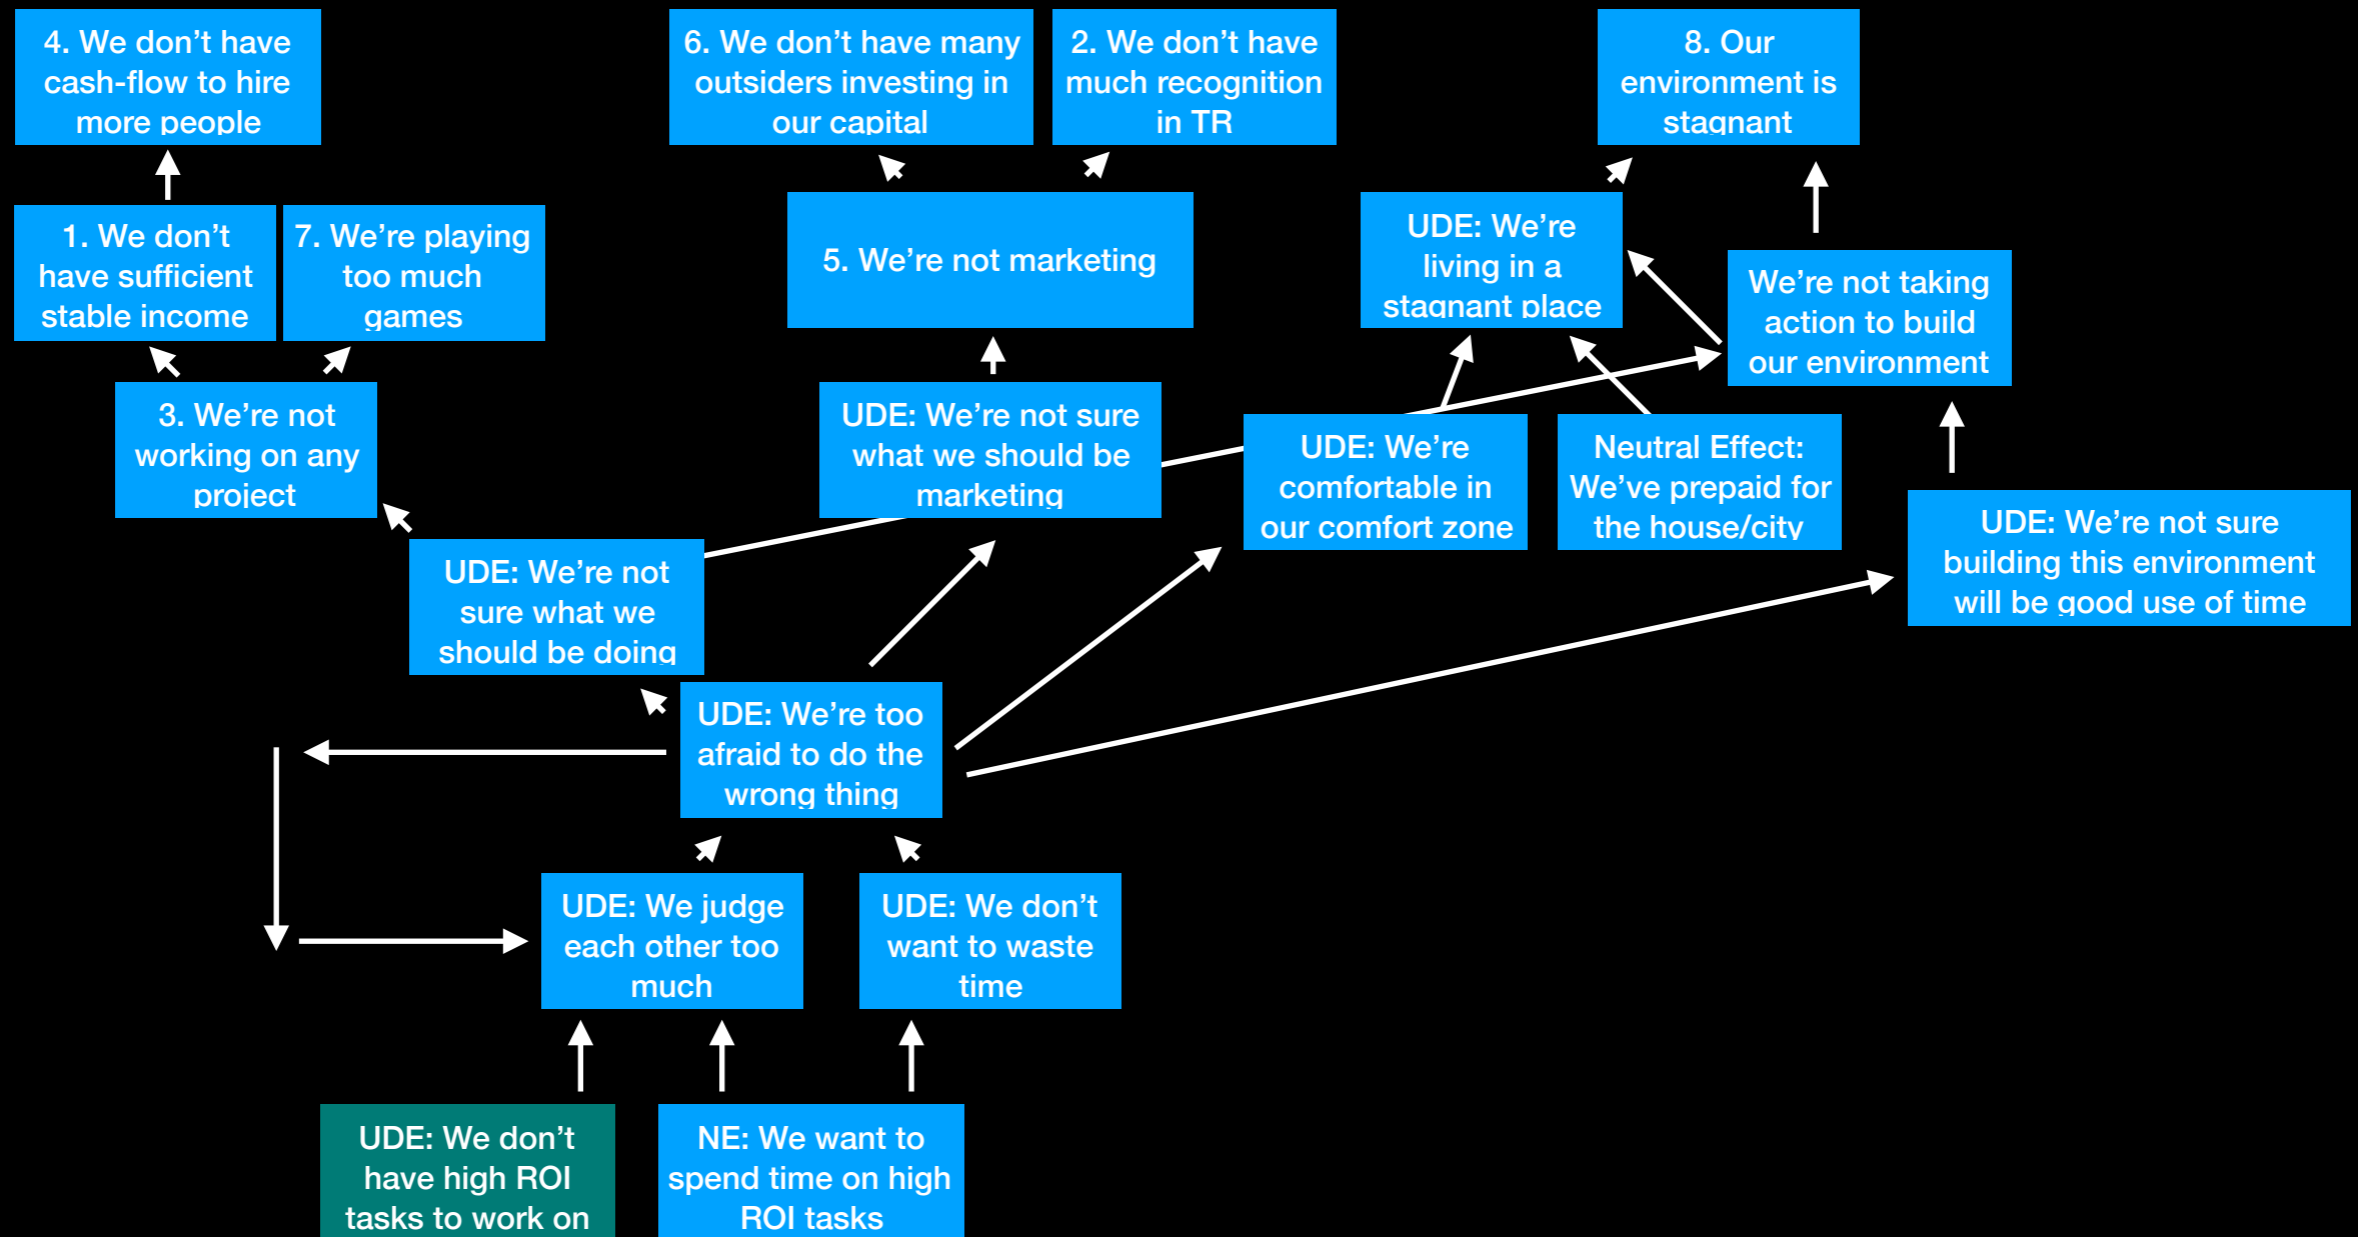 4. We don't have
cash-flow to hire
more people
6. We don't have many
outsiders investing in
our capital
2. We don't have
much recognition
in TR
8. Our
environment is
stagnant
1. We don't
have sufficient
stable income
7. We're playing
too much
games
5. We're not marketing
UDE: We're
living in a
stagnant place
We're not taking
action to build
our environment
3. We're not
working on any
project
UDE: We're not sure
what we should be
marketing
UDE: We're
comfortable in
our comfort zone
Neutral Effect:
We've prepaid for
the house/city
UDE: We're not sure
building this environment
will be good use of time
UDE: We're not
sure what we
should be doing
UDE: We're too
afraid to do the
wrong thing
UDE: We judge
each other too
much
UDE: We don't
want to waste
time
UDE: We don't
have high ROI
tasks to work on
NE: We want to
spend time on high
ROI tasks